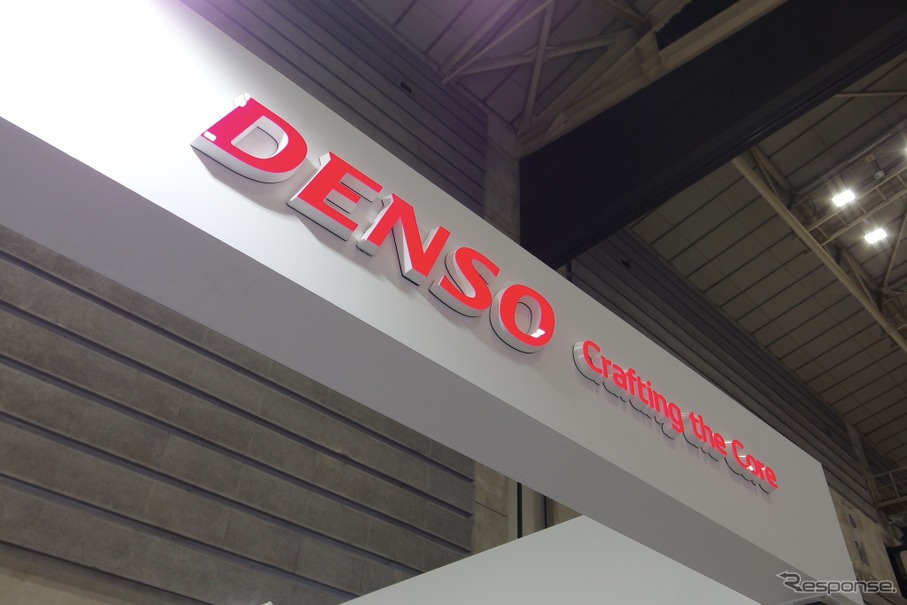 DENSO Crafting the Core
Response.